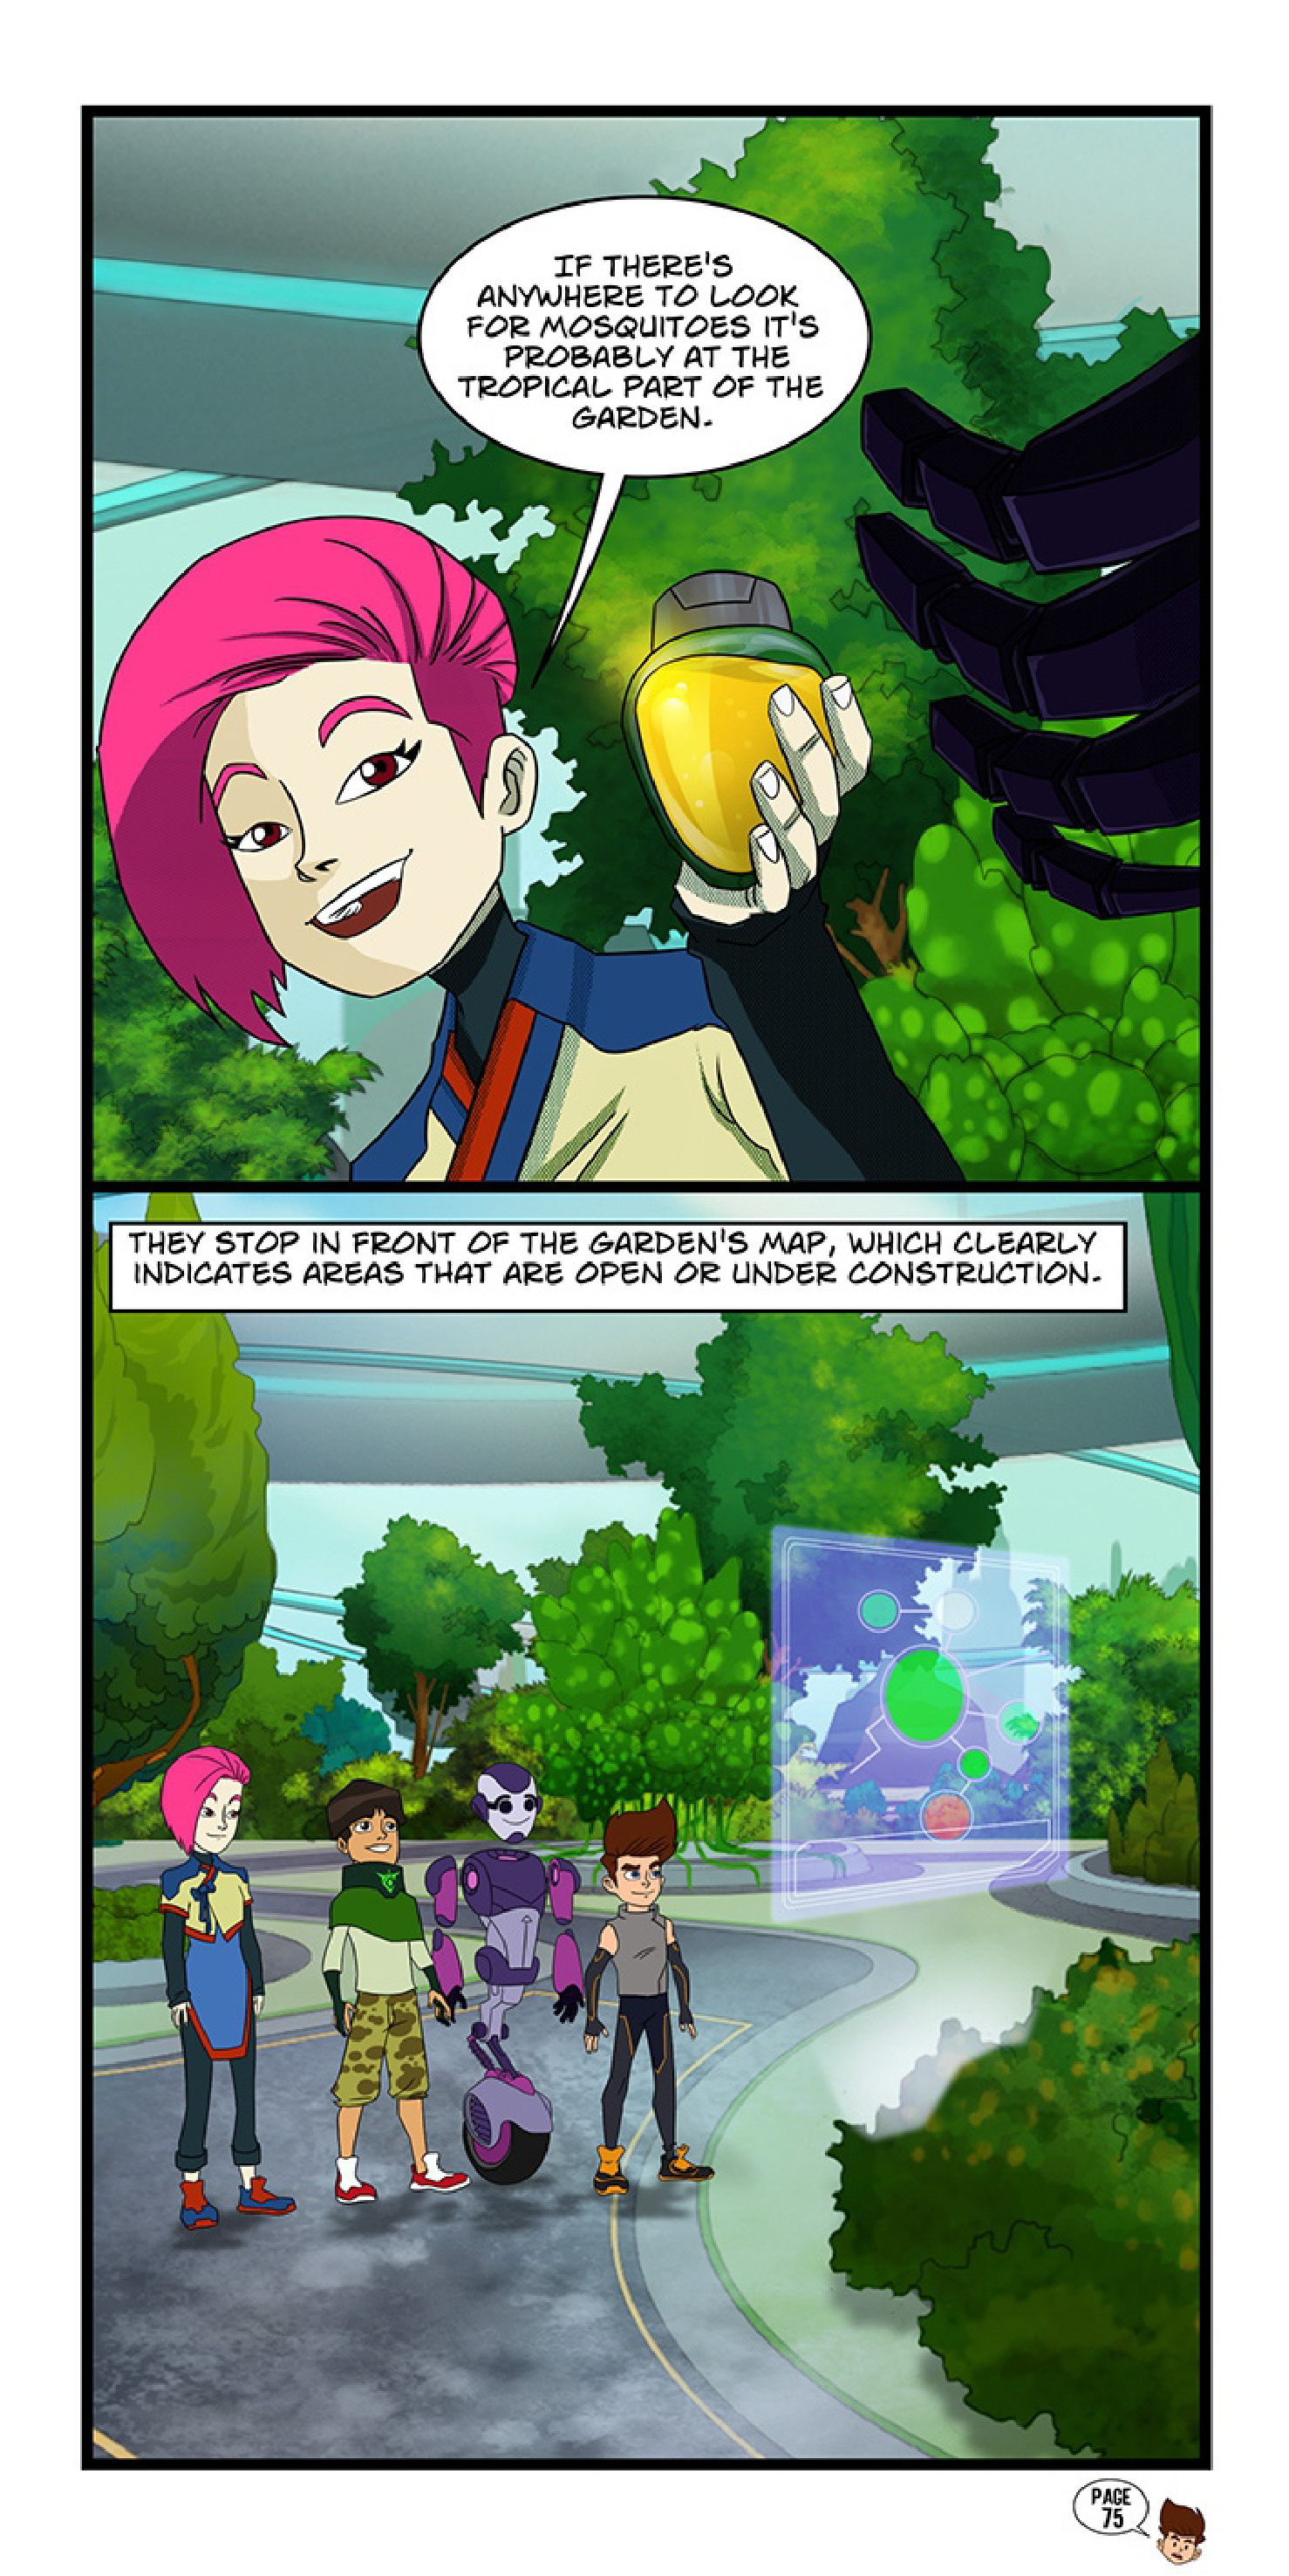 IF THERE'S
ANYWHERE TO LOOK
FOR MOSQUITOES IT'S
PROBABLY AT THE
TROPICAL PART OF THE
GARDEN.
THEY STOP IN FRONT OF THE GARDEN'S MAP, WHICH CLEARLY
INDICATES AREAS THAT ARE OPEN OR UNDER CONSTRUCTION.
PAGE
75